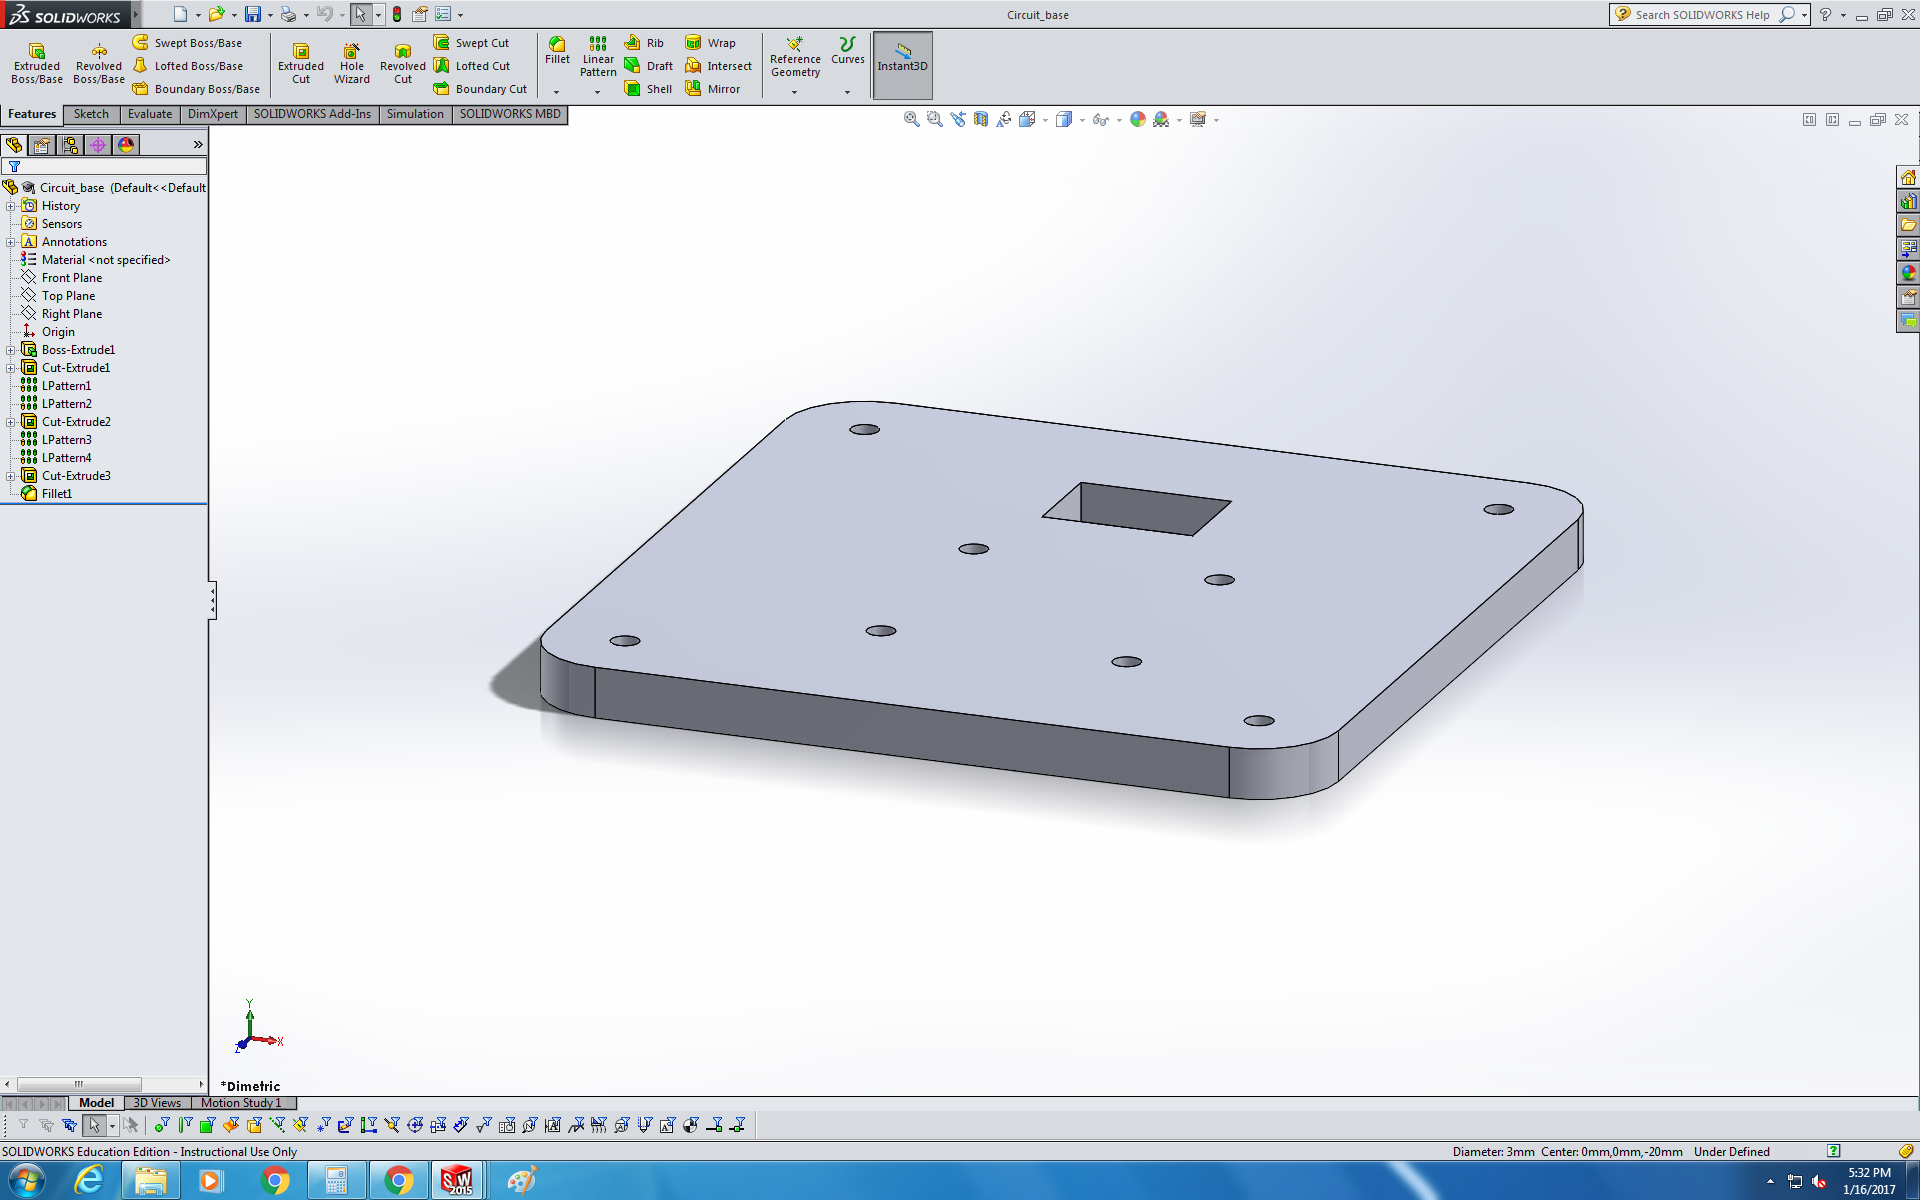 SOLIDWORKS
Circuit_base
Search SOLIDWORKS Help
Extruded Boss/Base
Revolved Boss/Base
Swept Boss/Base
Lofted Boss/Base
Boundary Boss/Base
Extruded Cut
Hole Wizard
Revolved Cut
Swept Cut
Lofted Cut
Boundary Cut
Fillet
Linear Pattern
Rib
Draft
Shell
Wrap
Intersect
Mirror
Reference Geometry
Curves
Instant3D
Features
Sketch
Evaluate
DimXpert
SOLIDWORKS Add-Ins
Simulation
SOLIDWORKS MBD
Circuit_base (Default<<Default
History
Sensors
Annotations
Material <not specified>
Front Plane
Top Plane
Right Plane
Origin
Boss-Extrude1
Cut-Extrude1
LPattern1
LPattern2
Cut-Extrude2
LPattern3
LPattern4
Cut-Extrude3
Fillet1
Y
X
Z
*Dimetric
Model
3D Views
Motion Study 1
SOLIDWORKS Education Edition - Instructional Use Only
Diameter: 3mm Center: 0mm,0mm,-20mm
Under Defined
SW
2015
5:32 PM
1/16/2017